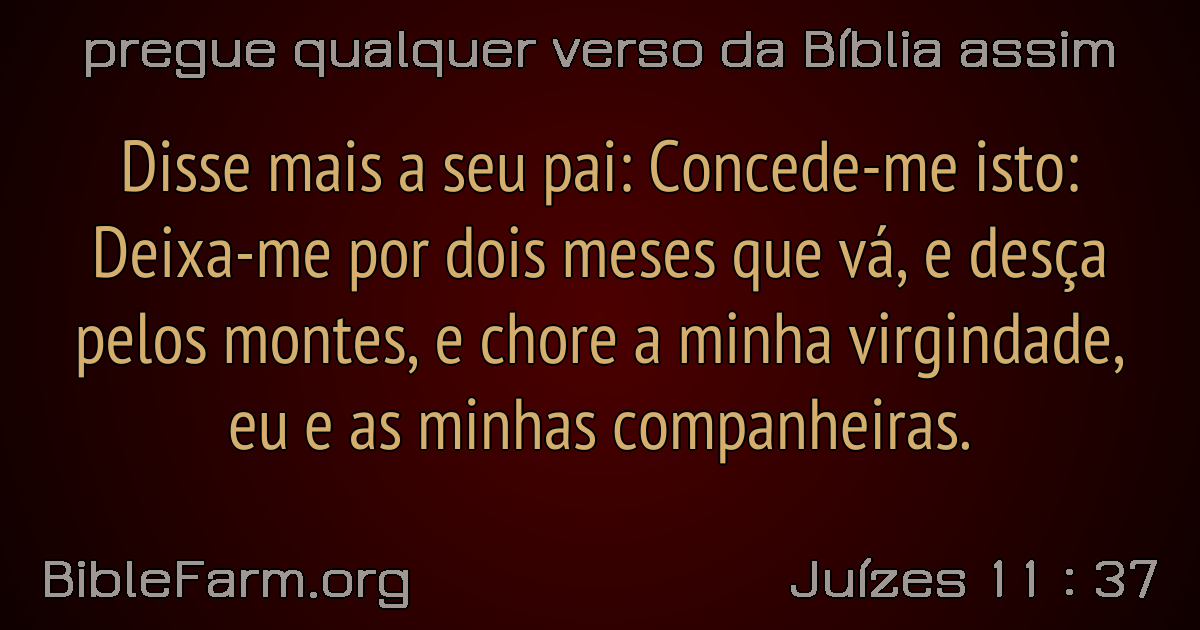 pregue qualquer verso da Bíblia assim
Disse mais a seu pai: Concede-me isto:
Deixa-me por dois meses que vá, e desça
pelos montes, e chore a minha virgindade,
eu e as minhas companheiras.
BibleFarm.org
Juízes 11 : 37